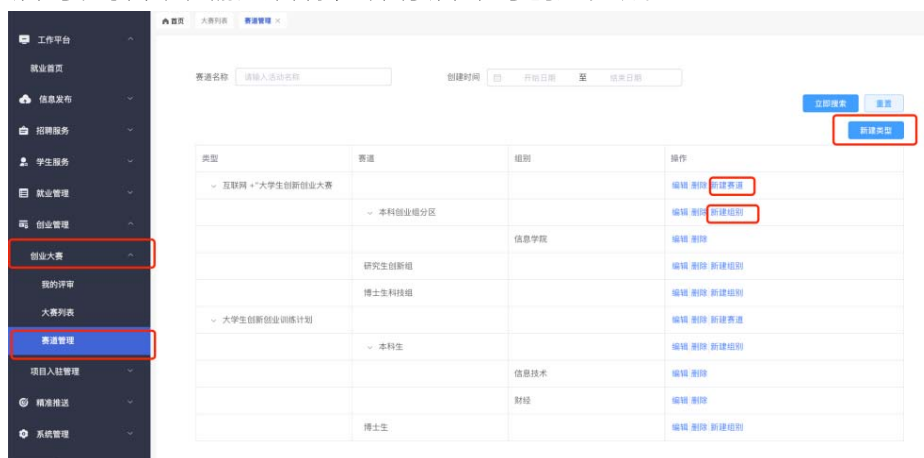 首页 大赛列表 赛道管理 ×
工作平台
就业首页
信息发布
招聘服务
学生服务
就业管理
创业管理
创业大赛
我的评审
大赛列表
赛道管理
项目入驻管理
精准推送
系统管理
赛道名称 请输入活动名称 创建时间 开始日期 至 结束日期
立即搜索 重置
新建类型
类型 赛道 组别 操作
互联网 +"大学生创新创业大赛 编辑 删除 新建赛道
本科创业组分区 编辑 删除 新建组别
信息学院 编辑 删除
研究生创新组 编辑 删除 新建组别
博士生科技组 编辑 删除 新建组别
大学生创新创业训练计划 编辑 删除 新建赛道
本科生 编辑 删除 新建组别
信息技术 编辑 删除
财经 编辑 删除
博士生 编辑 删除 新建组别